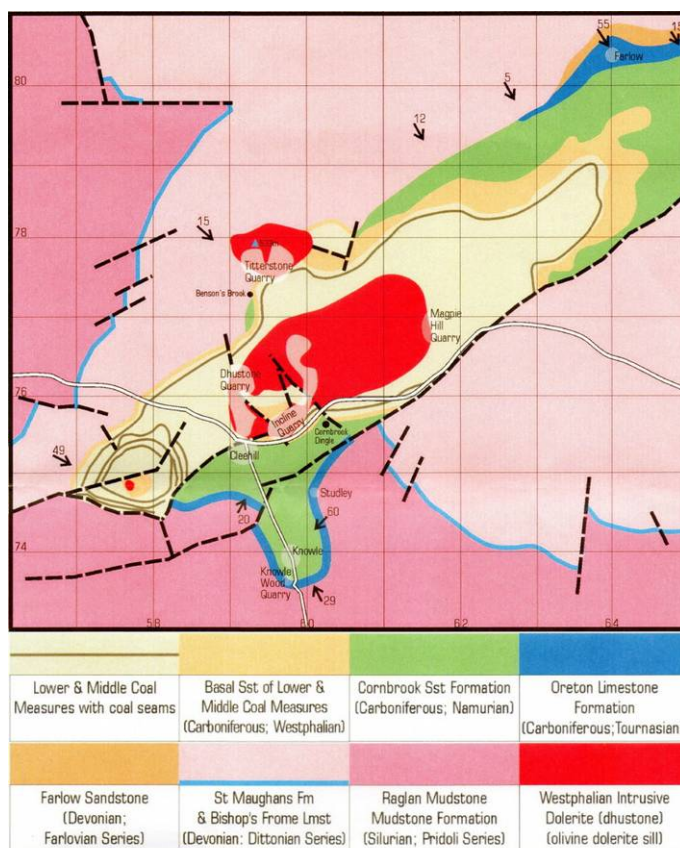 55
15
Farlow
80
5
12
15
78
Titterstone
Quarry
Benson's Brook
Magpie
Hill
Quarry
Dhustone
Quarry
76
Incline
Quarry
Cornbrook
Dingle
Cleehill
49
Studley
20
60
74
Knowle
Knowle
Wood
Quarry
29
58
60
62
64
Lower & Middle Coal
Measures with coal seams
Basal Sst of Lower &
Middle Coal Measures
(Carboniferous; Westphalian)
Cornbrook Sst Formation
(Carboniferous; Namurian)
Oreton Limestone
Formation
(Carboniferous;Tournasian
Farlow Sandstone
(Devonian;
Farlovian Series)
St Maughans Fm
& Bishop's Frome Lmst
(Devonian: Dittonian Series)
Raglan Mudstone
Mudstone Formation
(Silurian; Pridoli Series)
Westphalian Intrusive
Dolerite (dhustone)
(olivine dolerite sill)